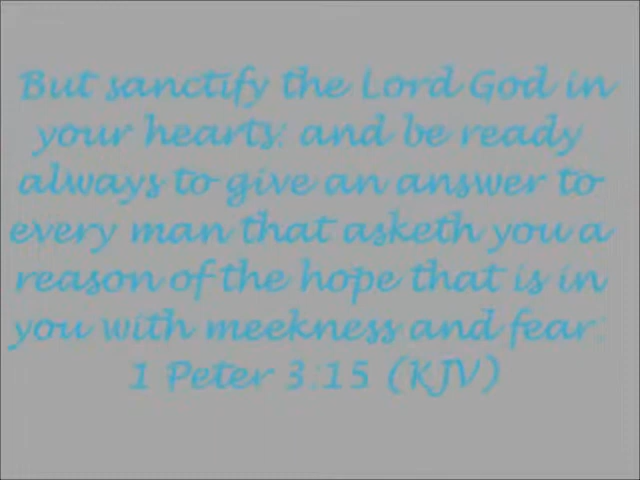 But sanctify the Lord God in
your hearts: and be ready
always to give an answer to
every man that asketh you a
reason of the hope that is in
you with meekness and fear:
1 Peter 3:15 (KJV)